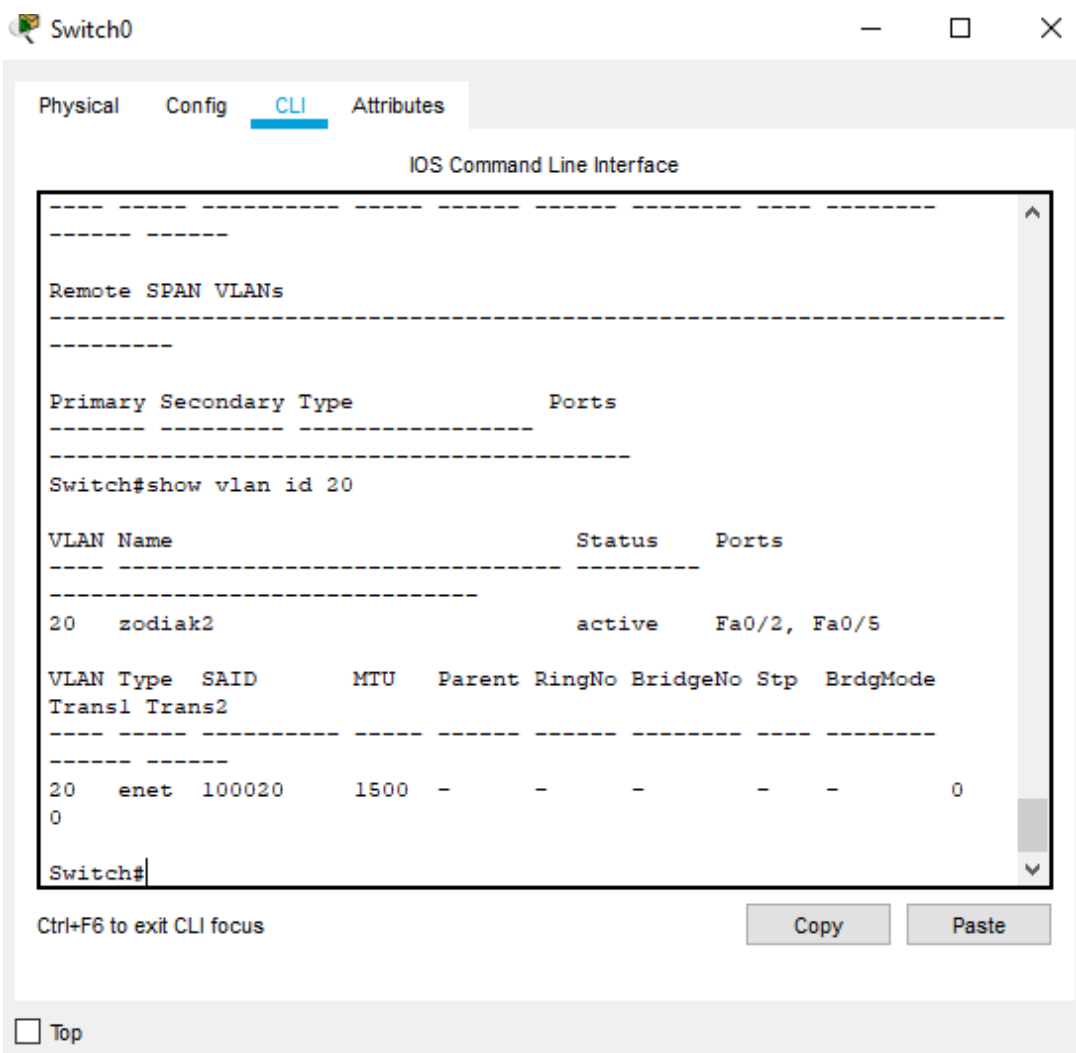 Switch0
Physical Config CLI Attributes
IOS Command Line Interface
---- ----- ---------- ----- ------ ------ -------- ---- --------
------ ------
Remote SPAN VLANs
---------------------------------------------------------------------
---------
Primary Secondary Type              Ports
------- --------- -----------------
------------------------------------------
Switch#show vlan id 20
VLAN Name                             Status    Ports
---- -------------------------------- ---------
-------------------------------
20   zodiak2                          active    Fa0/2, Fa0/5
VLAN Type  SAID       MTU   Parent RingNo BridgeNo Stp  BrdgMode
Trans1 Trans2
---- ----- ---------- ----- ------ ------ -------- ---- --------
------ ------
20   enet  100020     1500  -      -      -        -    -        0
0
Switch#
Ctrl+F6 to exit CLI focus
Copy Paste
Top